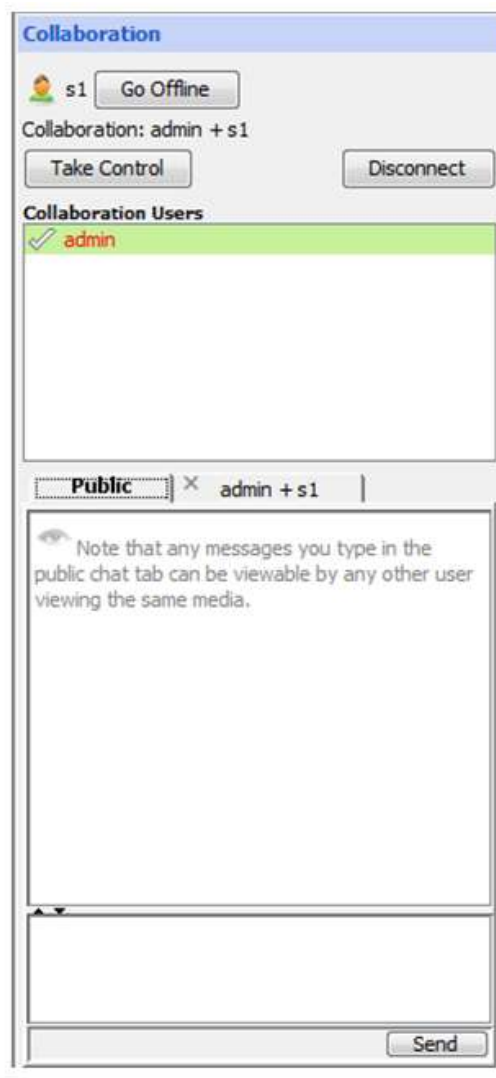 Collaboration
s1 Go Offline
Collaboration: admin + s1
Take Control Disconnect
Collaboration Users
admin
Public admin + s1
Note that any messages you type in the
public chat tab can be viewable by any other user
viewing the same media.
Send